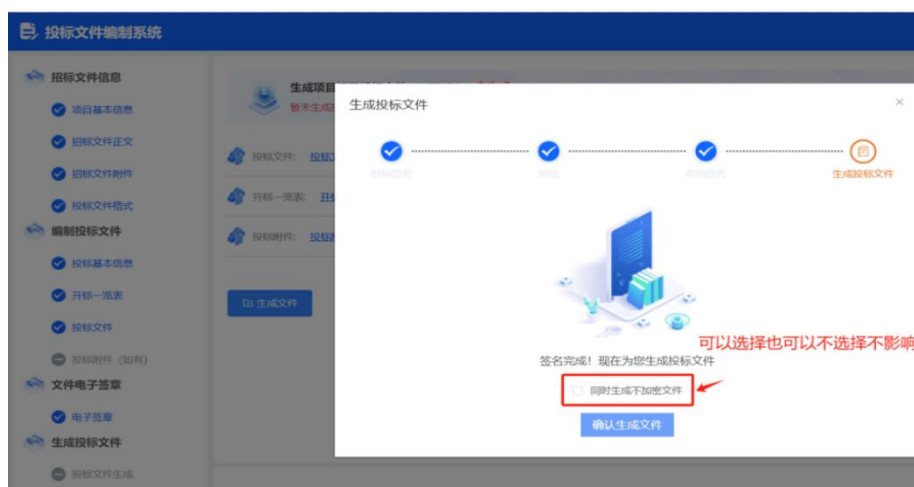 投标文件编制系统
招标文件信息
项目基本信息
招标文件正文
招标文件附件
投标文件格式
编制投标文件
投标基本信息
开标一览表
投标文件
投标附件（如有）
文件电子签章
电子签章
生成投标文件
投标文件生成
生成项目
暂未生成
投标文件：
开标一览表：
投标附件：
生成文件
生成投标文件
×
生成投标文件
可以选择也可以不选择不影响
签名完成！现在为您生成投标文件
同时生成不加密文件
确认生成文件